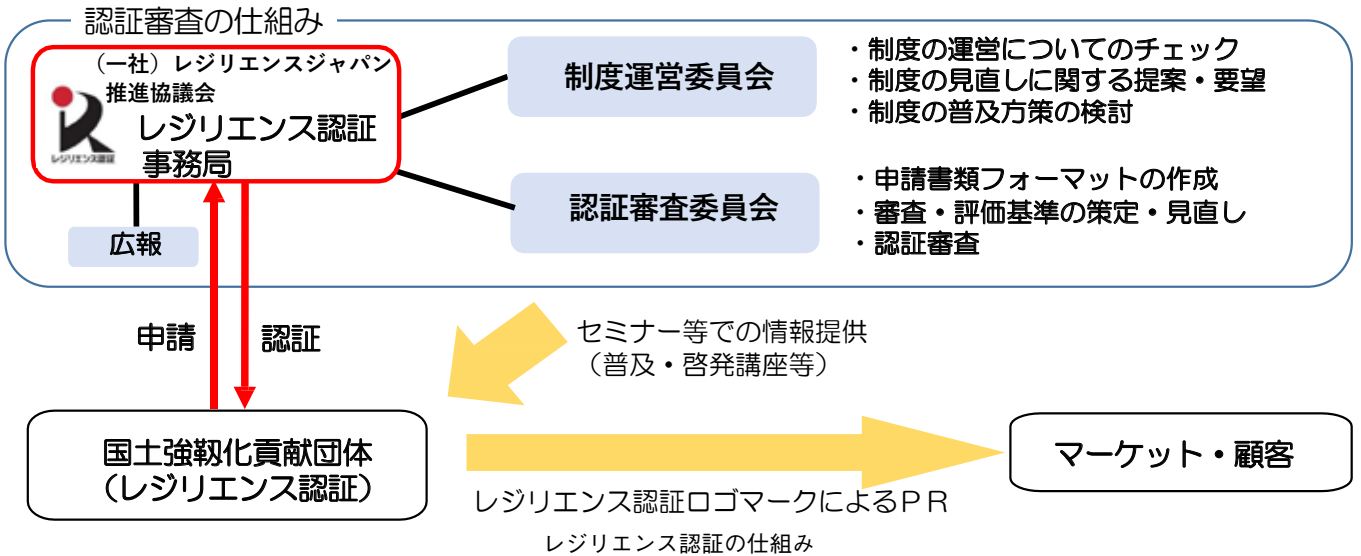 認証審査の仕組み
（一社）レジリエンスジャパン
推進協議会
レジリエンス認証
事務局
レジリエンス認証
広報
制度運営委員会
・制度の運営についてのチェック
・制度の見直しに関する提案・要望
・制度の普及方策の検討
認証審査委員会
・申請書類フォーマットの作成
・審査・評価基準の策定・見直し
・認証審査
申請
認証
セミナー等での情報提供
（普及・啓発講座等）
国土強靱化貢献団体
（レジリエンス認証）
マーケット・顧客
レジリエンス認証ロゴマークによるＰＲ
レジリエンス認証の仕組み